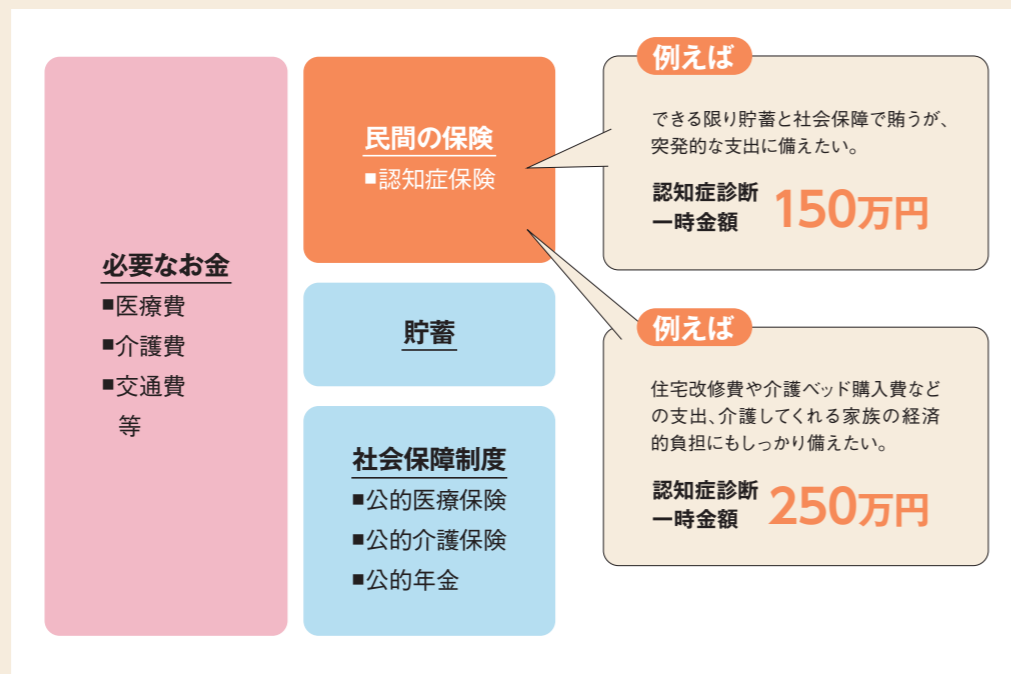 必要なお金
■医療費
■介護費
■交通費
等
民間の保険
■認知症保険
貯蓄
社会保障制度
■公的医療保険
■公的介護保険
■公的年金
例えば
できる限り貯蓄と社会保障で賄うが、
突発的な支出に備えたい。
認知症診断
一時金額
150万円
例えば
住宅改修費や介護ベッド購入費など
の支出、介護してくれる家族の経済
的負担にもしっかり備えたい。
認知症診断
一時金額
250万円